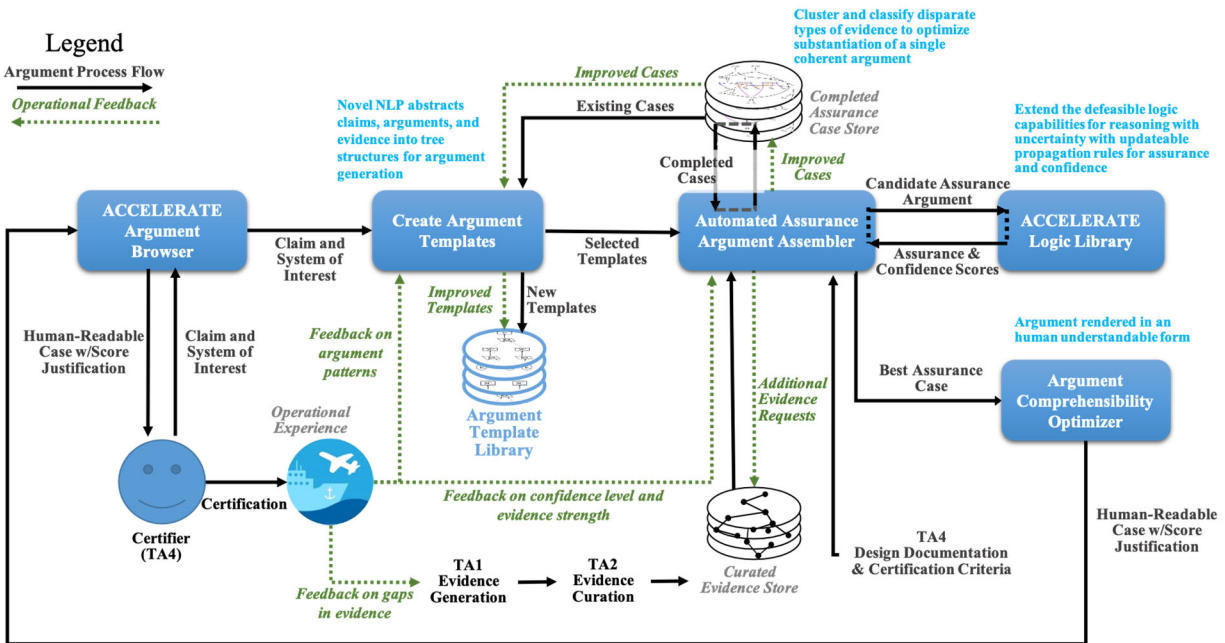 Legend
Argument Process Flow
Operational Feedback
Cluster and classify disparate
types of evidence to optimize
substantiation of a single
coherent argument
Improved Cases
Existing Cases
Completed
Assurance
Case Store
Novel NLP abstracts
claims, arguments, and
evidence into tree
structures for argument
generation
Extend the defeasible logic
capabilities for reasoning with
uncertainty with updateable
propagation rules for assurance
and confidence
Completed
Cases
Improved
Cases
ACCELERATE
Argument
Browser
Claim and
System of
Interest
Create Argument
Templates
Selected
Templates
Automated Assurance
Argument Assembler
Candidate Assurance
Argument
Assurance &
Confidence Scores
ACCELERATE
Logic Library
Improved
Templates
New
Templates
Human-Readable
Case w/Score
Justification
Claim and
System of
Interest
Feedback on
argument
patterns
Argument
Template
Library
Additional
Evidence
Requests
Argument rendered in an
human understandable form
Best Assurance
Case
Argument
Comprehensibility
Optimizer
Operational
Experience
Certification
Certifier
(TA4)
Feedback on confidence level and
evidence strength
Feedback on gaps
in evidence
TA1
Evidence
Generation
TA2
Evidence
Curation
Curated
Evidence Store
TA4
Design Documentation
& Certification Criteria
Human-Readable
Case w/Score
Justification